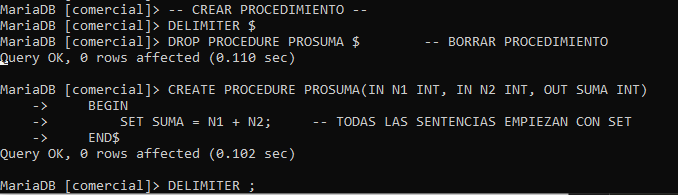 MariaDB [comercial]> -- CREAR PROCEDIMIENTO --
MariaDB [comercial]> DELIMITER $
MariaDB [comercial]> DROP PROCEDURE PROSUMA $       -- BORRAR PROCEDIMIENTO
Query OK, 0 rows affected (0.110 sec)
MariaDB [comercial]> CREATE PROCEDURE PROSUMA(IN N1 INT, IN N2 INT, OUT SUMA INT)
    ->     BEGIN
    ->         SET SUMA = N1 + N2;     -- TODAS LAS SENTENCIAS EMPIEZAN CON SET
    ->     END$
Query OK, 0 rows affected (0.102 sec)
MariaDB [comercial]> DELIMITER ;